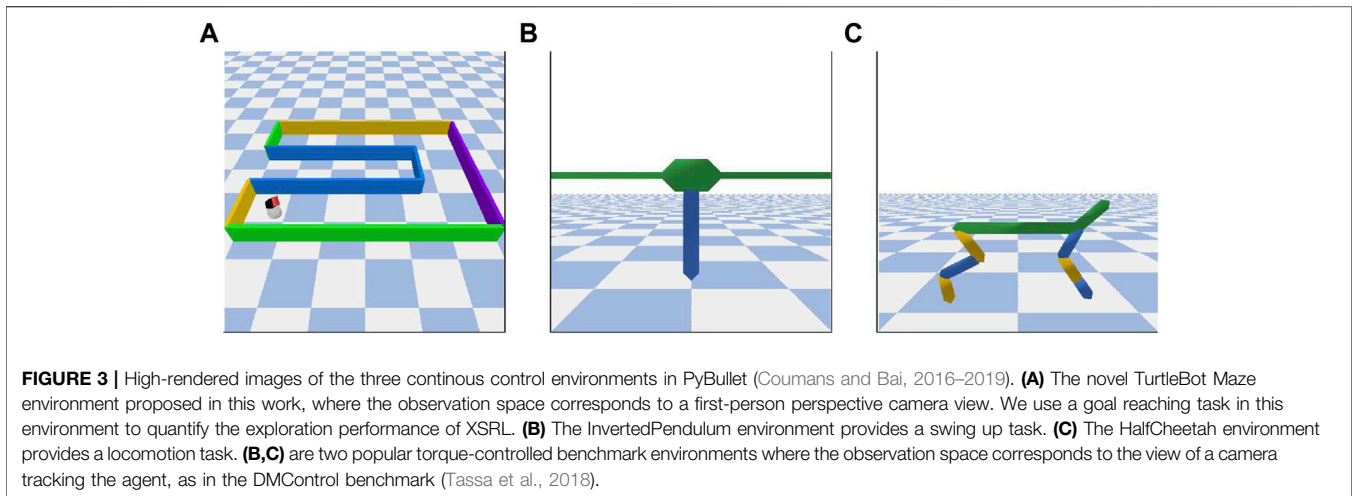 A B C
FIGURE 3 | High-rendered images of the three continous control environments in PyBullet (Coumans and Bai, 2016–2019). (A) The novel TurtleBot Maze
environment proposed in this work, where the observation space corresponds to a first-person perspective camera view. We use a goal reaching task in this
environment to quantify the exploration performance of XSRL. (B) The InvertedPendulum environment provides a swing up task. (C) The HalfCheetah environment
provides a locomotion task. (B,C) are two popular torque-controlled benchmark environments where the observation space corresponds to the view of a camera
tracking the agent, as in the DMControl benchmark (Tassa et al., 2018).